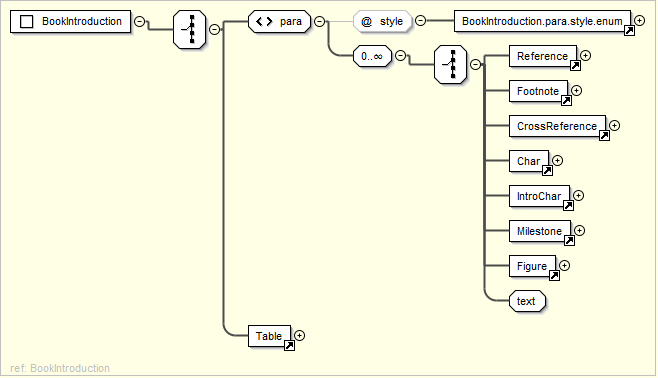 BookIntroduction
<> para
@ style
BookIntroduction.para.style.enum
0..∞
Reference
Footnote
CrossReference
Char
IntroChar
Milestone
Figure
text
Table
ref: BookIntroduction